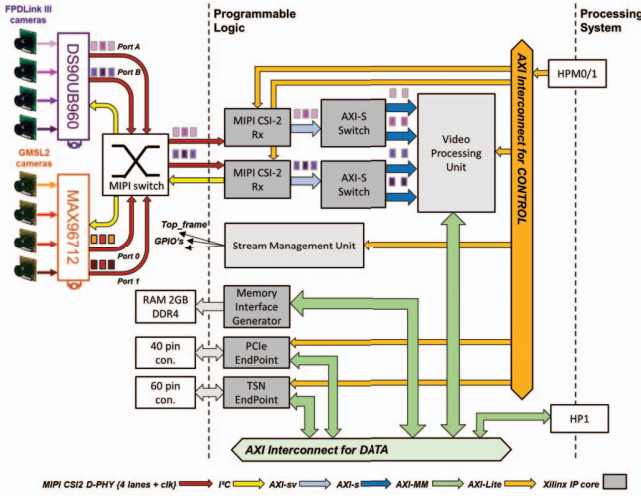 FPDLink III
cameras
Programmable
Logic
Processing
System
DS90UB960
Port A
Port B
GMSL2
cameras
MAX96712
Port 0
Port 1
MIPI switch
MIPI CSI-2
Rx
AXI-S
Switch
MIPI CSI-2
Rx
AXI-S
Switch
Video
Processing
Unit
AXI Interconnect for CONTROL
HPM0/1
Top_frame
GPIO's
Stream Management Unit
RAM 2GB
DDR4
Memory
Interface
Generator
40 pin
con.
PCIe
EndPoint
60 pin
con.
TSN
EndPoint
HP1
AXI Interconnect for DATA
MIPI CSI2 D-PHY {4 lanes + clk} I²C AXI-sv AXI-s AXI-MM AXI-Lite Xilinx IP core